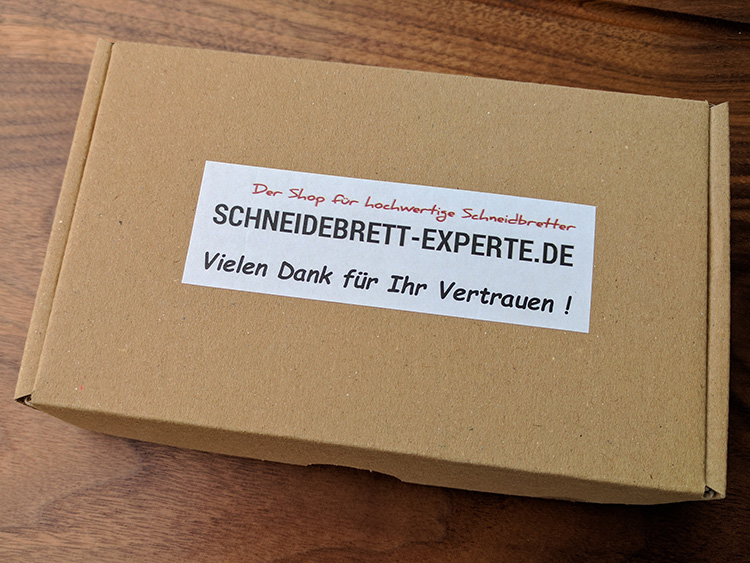 Der Shop für hochwertige Schneidbretter
SCHNEIDEBRETT-EXPERTE.DE
Vielen Dank für Ihr Vertrauen !